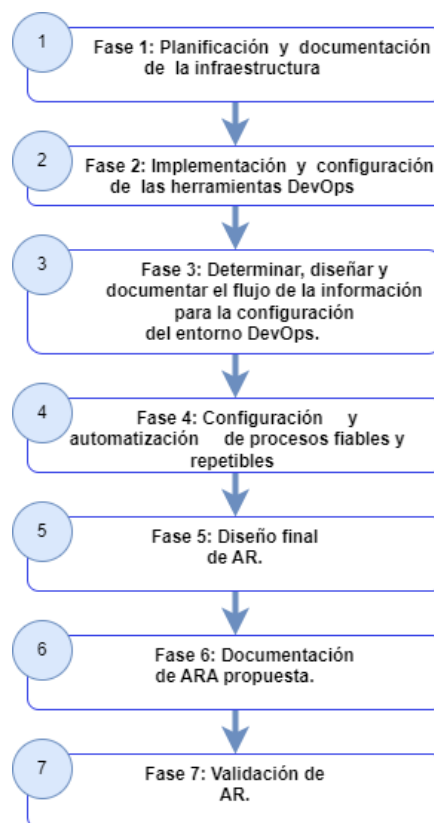 1
Fase 1: Planificación y documentación
de la infraestructura
2
Fase 2: Implementación y configuración
de las herramientas DevOps
3
Fase 3: Determinar, diseñar y
documentar el flujo de la información
para la configuración
del entorno DevOps.
4
Fase 4: Configuración y
automatización de procesos fiables y
repetibles
5
Fase 5: Diseño final
de AR.
6
Fase 6: Documentación
de ARA propuesta.
7
Fase 7: Validación de
AR.